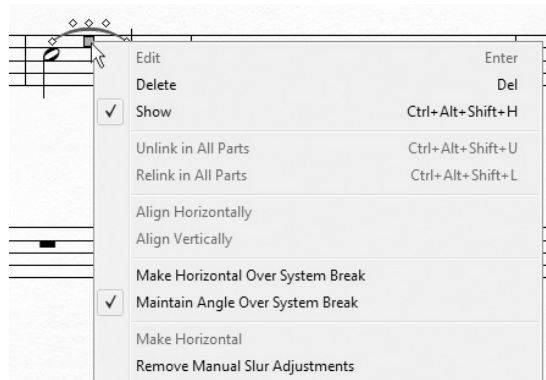 Edit Enter
Delete Del
Show Ctrl+Alt+Shift+H
Unlink in All Parts Ctrl+Alt+Shift+U
Relink in All Parts Ctrl+Alt+Shift+L
Align Horizontally
Align Vertically
Make Horizontal Over System Break
Maintain Angle Over System Break
Make Horizontal
Remove Manual Slur Adjustments